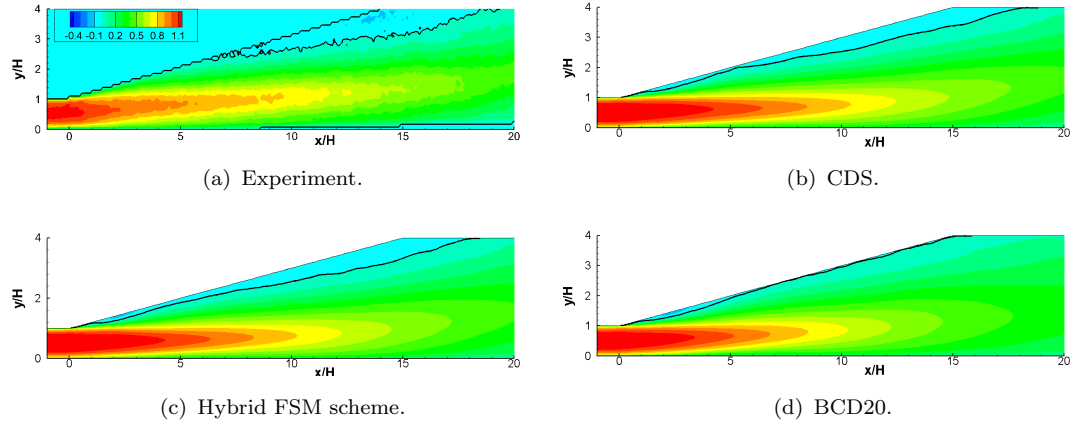 4
-0.4 -0.1 0.2 0.5 0.8 1.1
3
y/H
2
1
0
0 5 10 15 20
x/H
(a) Experiment.
4
3
y/H
2
1
0
0 5 10 15 20
x/H
(b) CDS.
4
y/H
2
0
0 5 10 15 20
x/H
(c) Hybrid FSM scheme.
4
3
y/H
2
1
0
0 5 10 15 20
x/H
(d) BCD20.